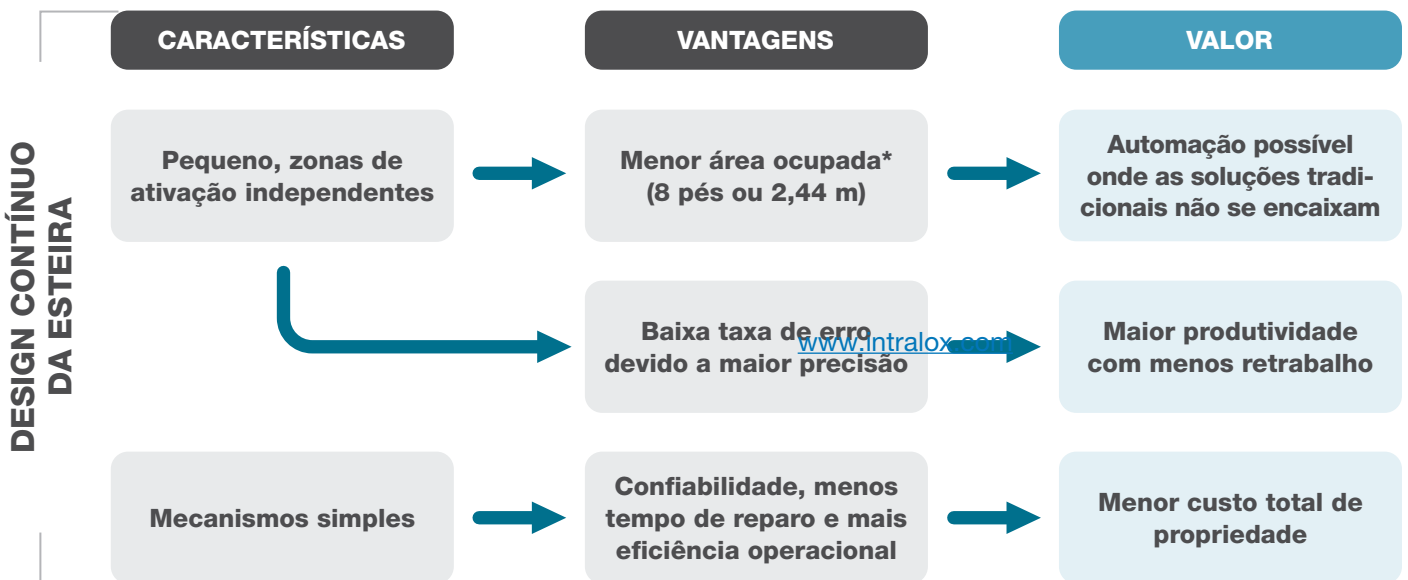 DESIGN CONTÍNUO
DA ESTEIRA
CARACTERÍSTICAS
VANTAGENS
VALOR
Pequeno, zonas de
ativação independentes
Menor área ocupada*
(8 pés ou 2,44 m)
Automação possível
onde as soluções tradi-
cionais não se encaixam
Baixa taxa de erro
devido a maior precisão
www.intralox.com
Maior produtividade
com menos retrabalho
Mecanismos simples
Confiabilidade, menos
tempo de reparo e mais
eficiência operacional
Menor custo total de
propriedade